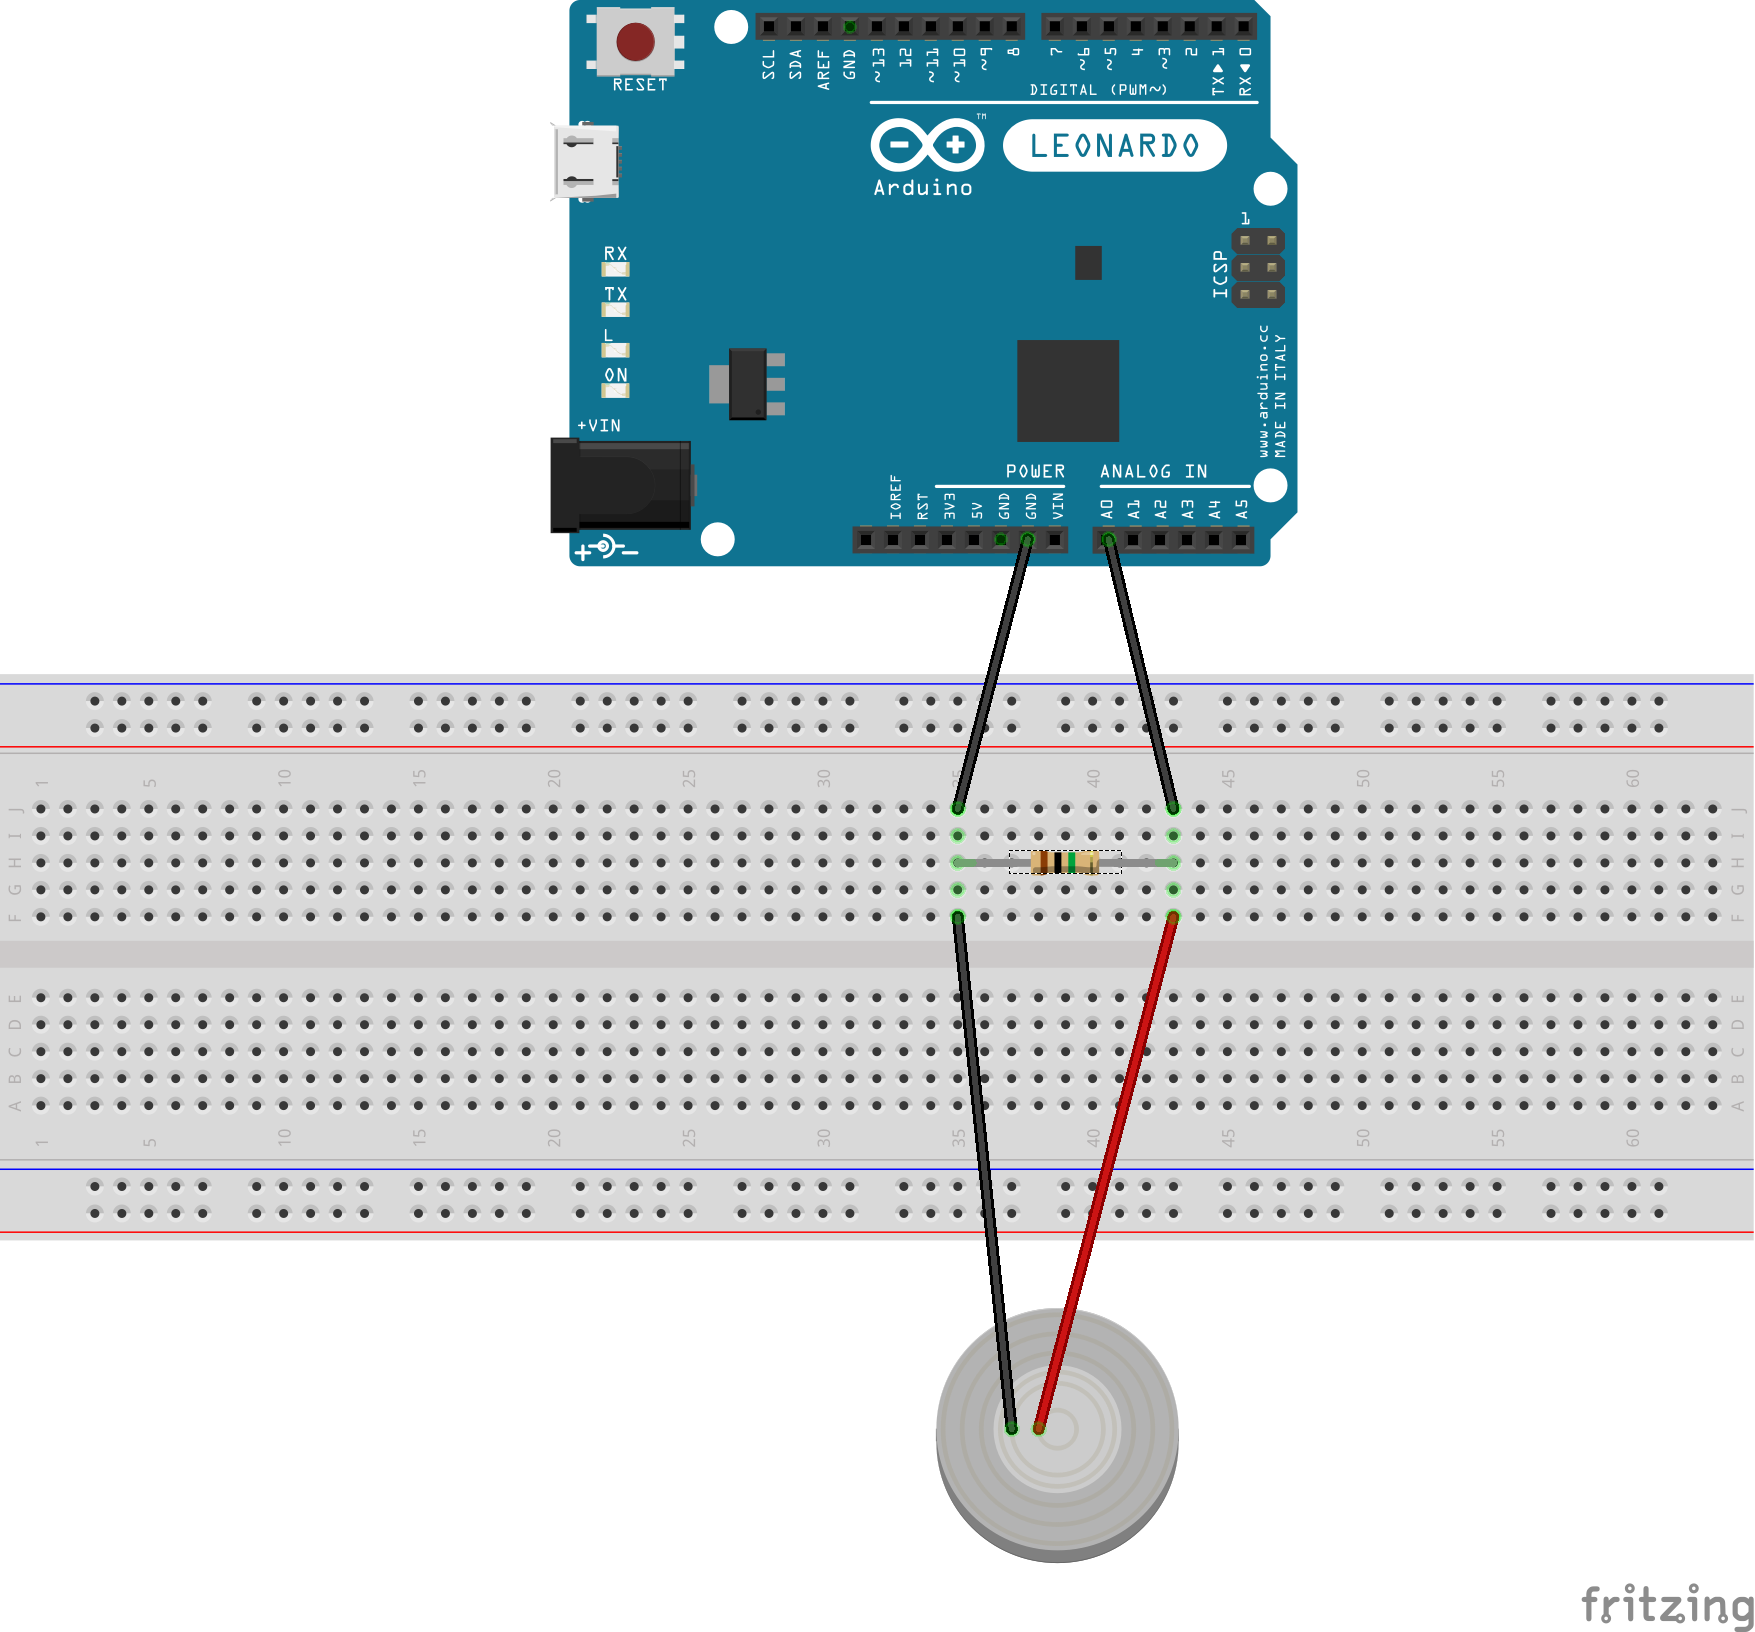 RESET
SCL SDA AREF GND ~13 12 ~11 ~10 ~9 8 7 ~6 ~5 4 ~3 2 TX▶1 RX◀0
DIGITAL (PWM~)
LEONARDO
TM
Arduino
1
ICSP
RX
TX
L
ON
+VIN
www.arduino.cc
MADE IN ITALY
POWER
ANALOG IN
IOREF RST 3V3 5V GND GND VIN A0 A1 A2 A3 A4 A5
+ -
1 5 10 15 20 25 30 35 40 45 50 55 60
J J
I I
H H
G G
F F
E E
D D
C C
B B
A A
1 5 10 15 20 25 30 35 40 45 50 55 60
fritzing